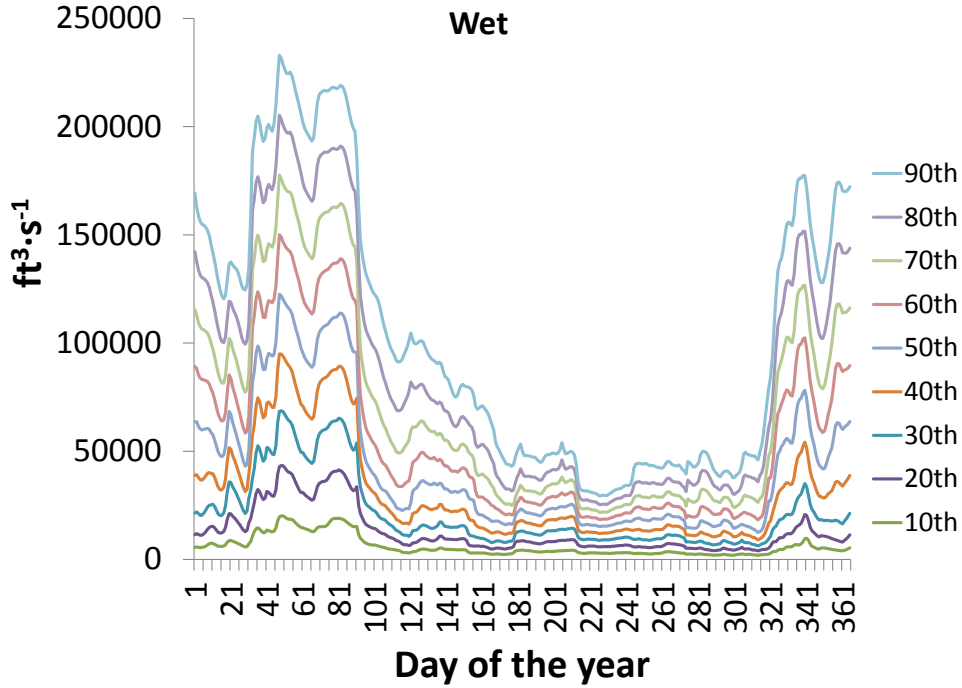 Wet
250000
200000
150000
100000
50000
0
ft³·s⁻¹
1
21
41
61
81
101
121
141
161
181
201
221
241
261
281
301
321
341
361
Day of the year
90th
80th
70th
60th
50th
40th
30th
20th
10th